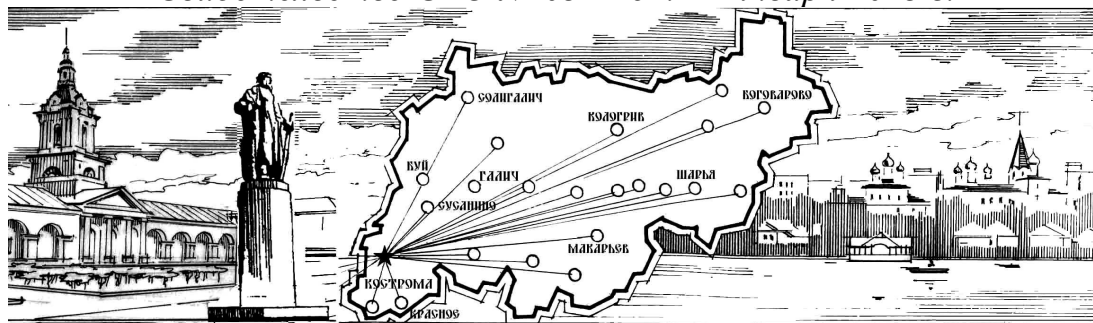 СОЛИГАЛИЧ
БОГОВАРОВО
КОЛОГРИВ
БУЙ
ГАЛИЧ
ШАРЬЯ
СУСАНИНО
МАКАРЬЕВ
КОСТРОМА
КРАСНОЕ